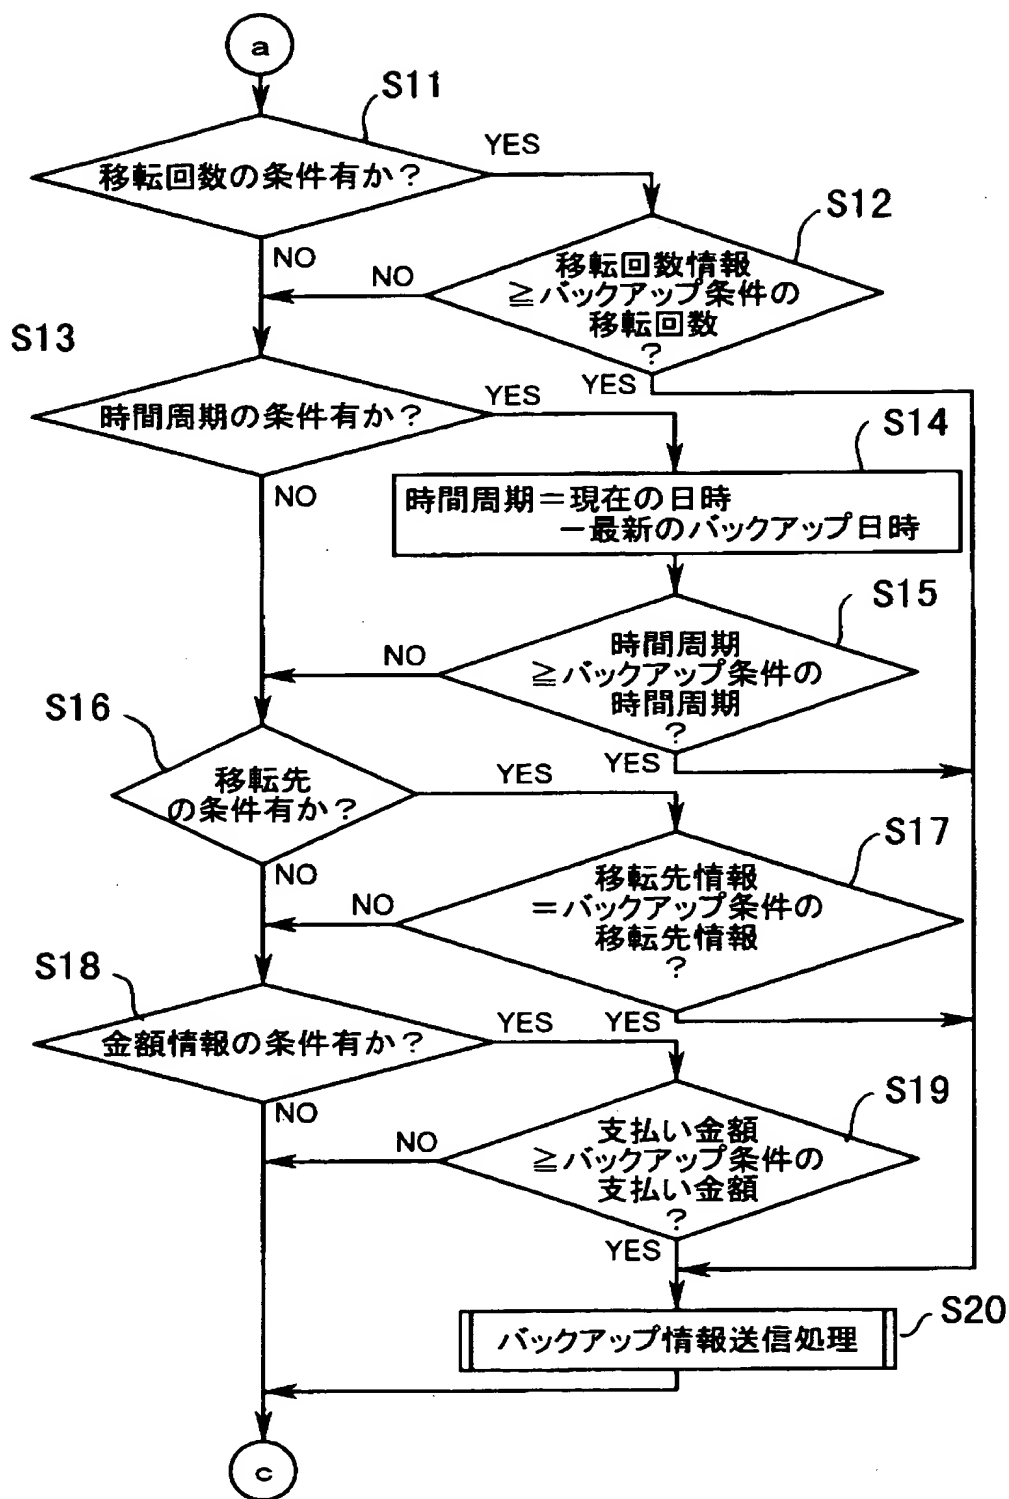 a
S11
移転回数の条件有か？
YES
NO
S12
移転回数情報
≧バックアップ条件の
移転回数
？
NO
YES
S13
時間周期の条件有か？
YES
NO
S14
時間周期＝現在の日時
－最新のバックアップ日時
S15
時間周期
≧バックアップ条件の
時間周期
？
NO
YES
S16
移転先
の条件有か？
YES
NO
S17
移転先情報
＝バックアップ条件の
移転先情報
？
NO
YES
S18
金額情報の条件有か？
YES
NO
S19
支払い金額
≧バックアップ条件の
支払い金額
？
NO
YES
S20
バックアップ情報送信処理
c